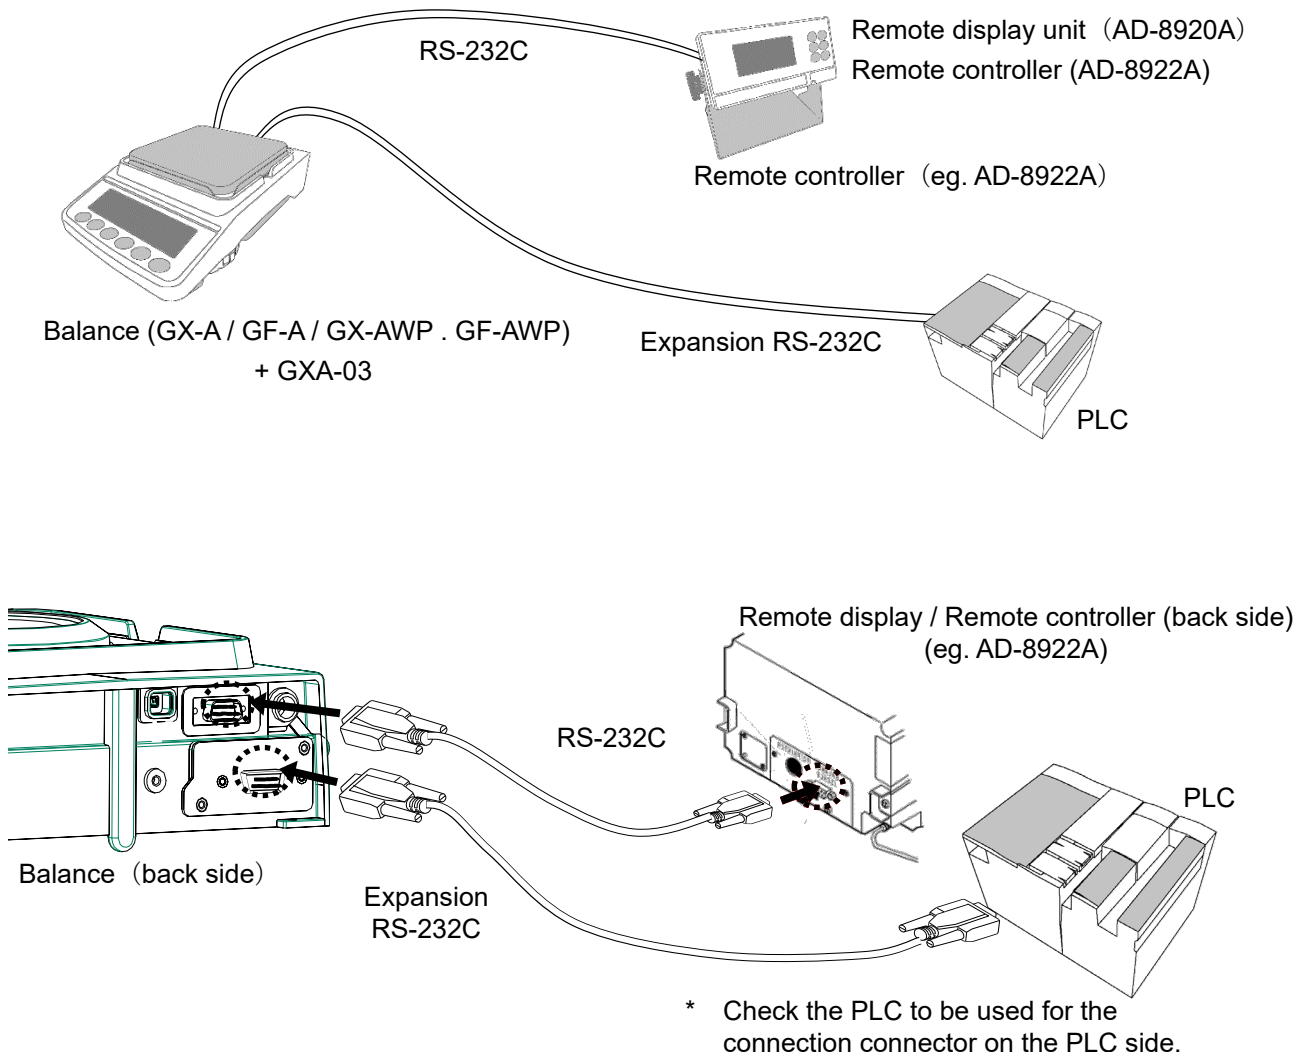 RS-232C
Remote display unit（AD-8920A）
Remote controller (AD-8922A)
Remote controller（eg. AD-8922A）
Balance (GX-A / GF-A / GX-AWP . GF-AWP)
+ GXA-03
Expansion RS-232C
PLC
Remote display / Remote controller (back side)
(eg. AD-8922A)
RS-232C
PLC
Balance（back side）
Expansion
RS-232C
* Check the PLC to be used for the
connection connector on the PLC side.